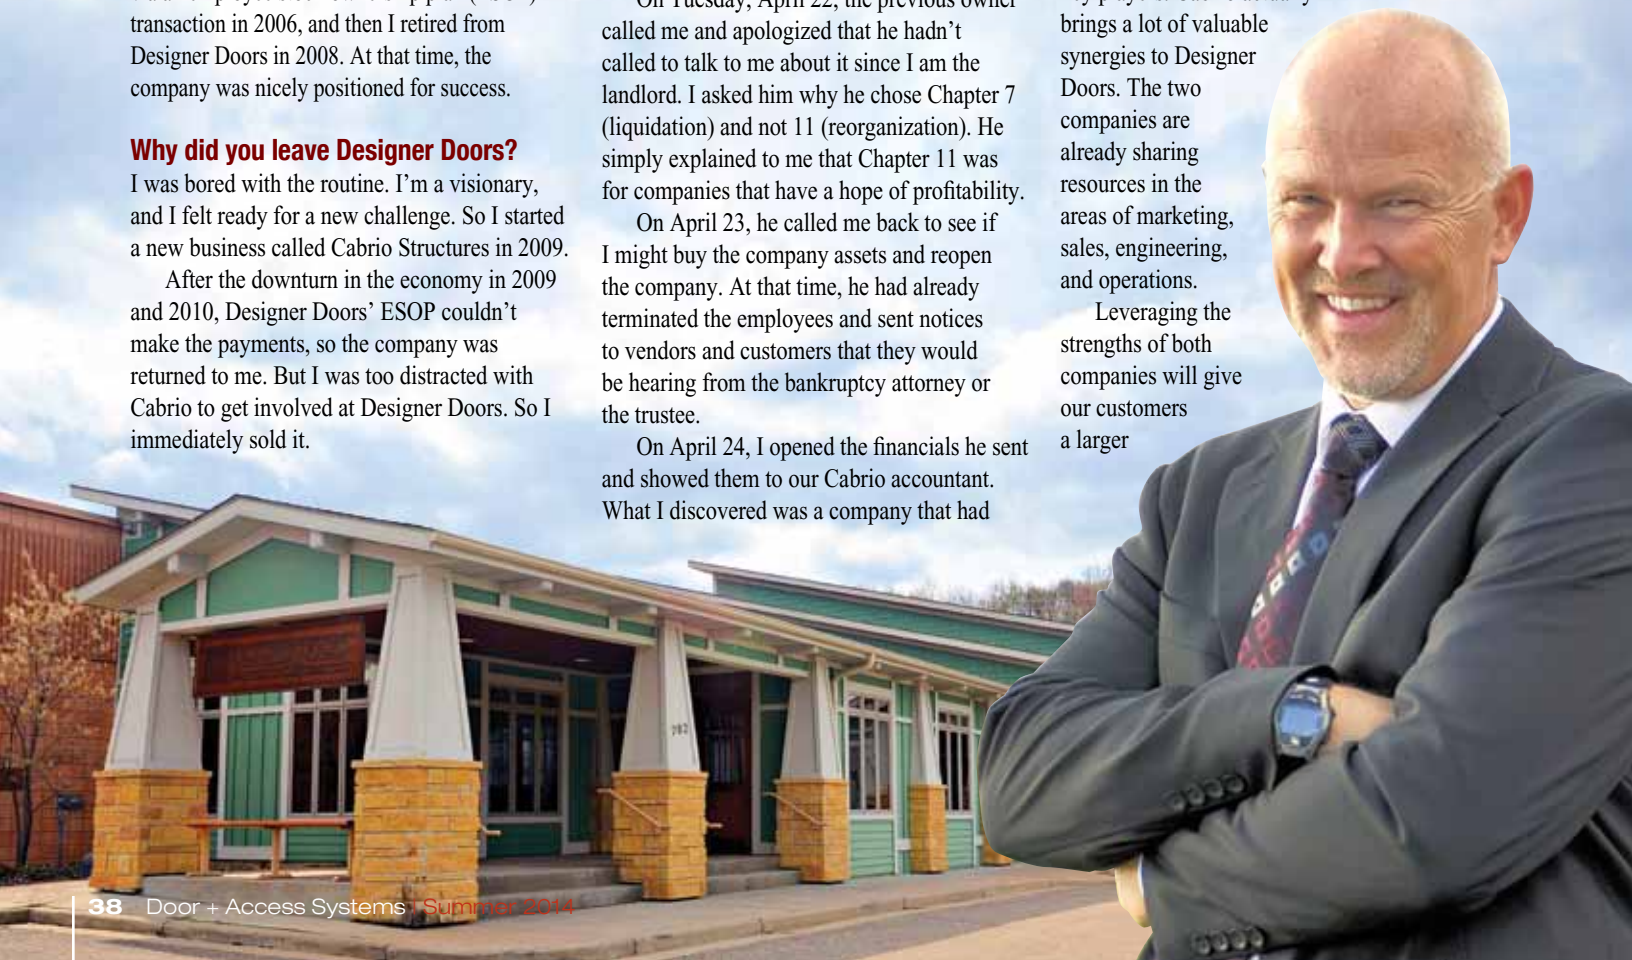 transaction in 2006, and then I retired from
Designer Doors in 2008. At that time, the
company was nicely positioned for success.
Why did you leave Designer Doors?
I was bored with the routine. I'm a visionary,
and I felt ready for a new challenge. So I started
a new business called Cabrio Structures in 2009.
After the downturn in the economy in 2009
and 2010, Designer Doors' ESOP couldn't
make the payments, so the company was
returned to me. But I was too distracted with
Cabrio to get involved at Designer Doors. So I
immediately sold it.
On Tuesday, April 22, the previous owner
called me and apologized that he hadn't
called to talk to me about it since I am the
landlord. I asked him why he chose Chapter 7
(liquidation) and not 11 (reorganization). He
simply explained to me that Chapter 11 was
for companies that have a hope of profitability.
On April 23, he called me back to see if
I might buy the company assets and reopen
the company. At that time, he had already
terminated the employees and sent notices
to vendors and customers that they would
be hearing from the bankruptcy attorney or
the trustee.
On April 24, I opened the financials he sent
and showed them to our Cabrio accountant.
What I discovered was a company that had
brings a lot of valuable
synergies to Designer
Doors. The two
companies are
already sharing
resources in the
areas of marketing,
sales, engineering,
and operations.
Leveraging the
strengths of both
companies will give
our customers
a larger
702
38 Door + Access Systems | Summer 2014